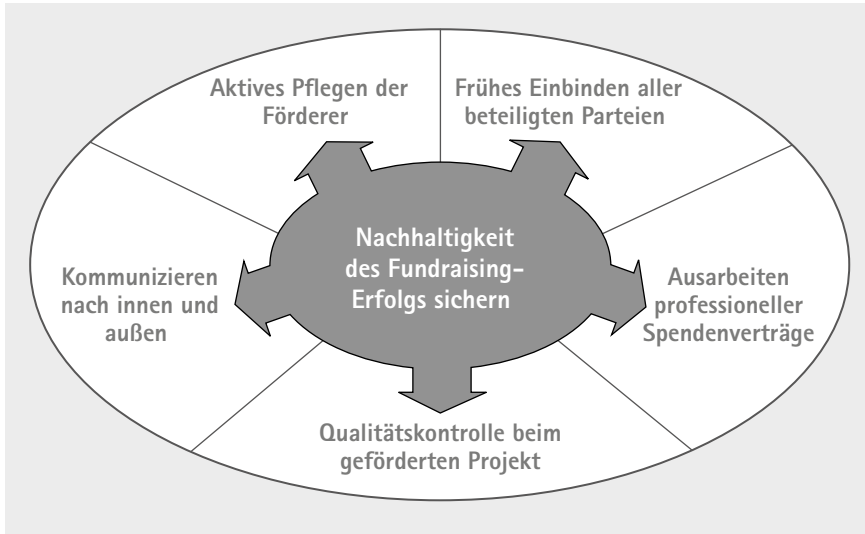 Aktives Pflegen der
Förderer
Frühes Einbinden aller
beteiligten Parteien
Nachhaltigkeit
des Fundraising-
Erfolgs sichern
Kommunizieren
nach innen und
außen
Ausarbeiten
professioneller
Spendenverträge
Qualitätskontrolle beim
geförderten Projekt